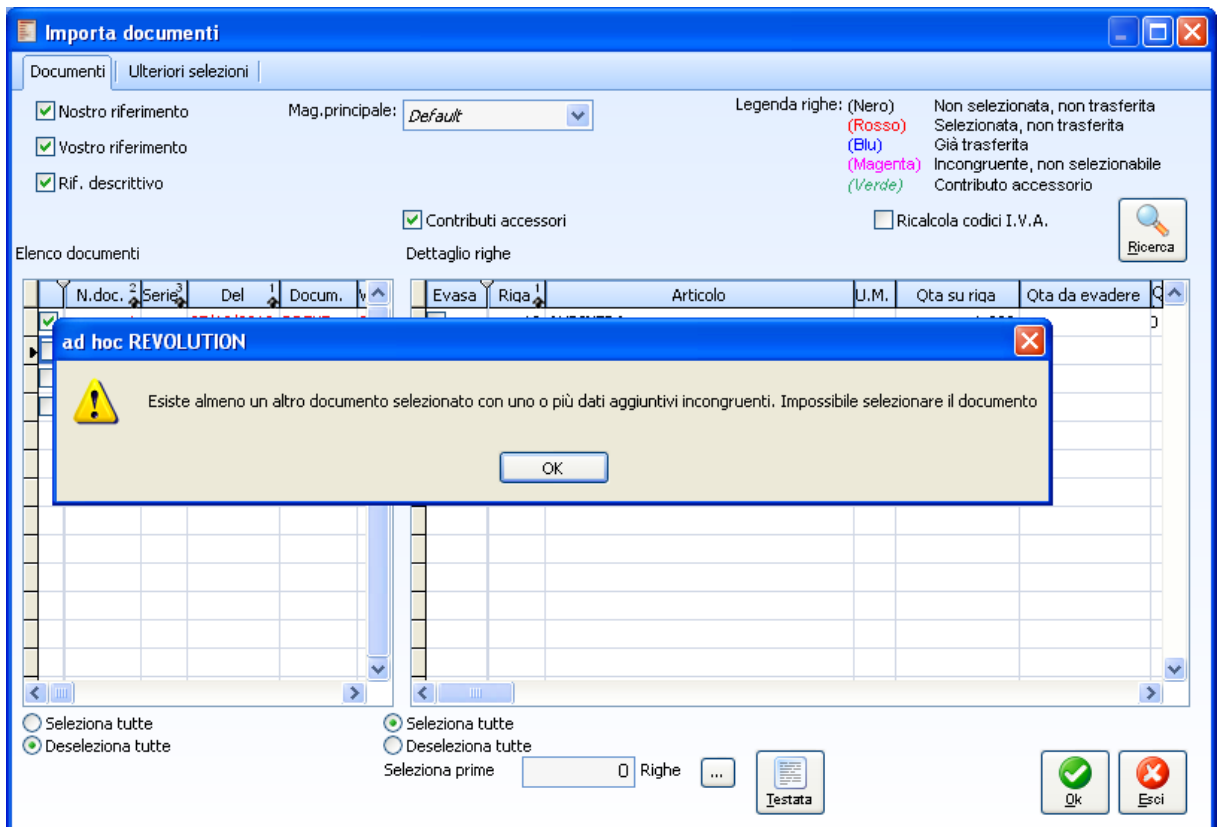 Importa documenti
Documenti Ulteriori selezioni
Nostro riferimento Mag.principale: Default Legenda righe: (Nero) Non selezionata, non trasferita
(Rosso) Selezionata, non trasferita
Vostro riferimento (Blu) Già trasferita
(Magenta) Incongruente, non selezionabile
Rif. descrittivo (Verde) Contributo accessorio
Contributi accessori Ricalcola codici I.V.A.
Ricerca
Elenco documenti Dettaglio righe
N.doc. 2 Serie 3 Del 1 Docum. Evasa Riga 1 Articolo U.M. Qta su riga Qta da evadere Q
ad hoc REVOLUTION
Esiste almeno un altro documento selezionato con uno o più dati aggiuntivi incongruenti. Impossibile selezionare il documento
OK
Seleziona tutte Seleziona tutte
Deseleziona tutte Deseleziona tutte
Seleziona prime 0 Righe ...
Testata Ok Esci